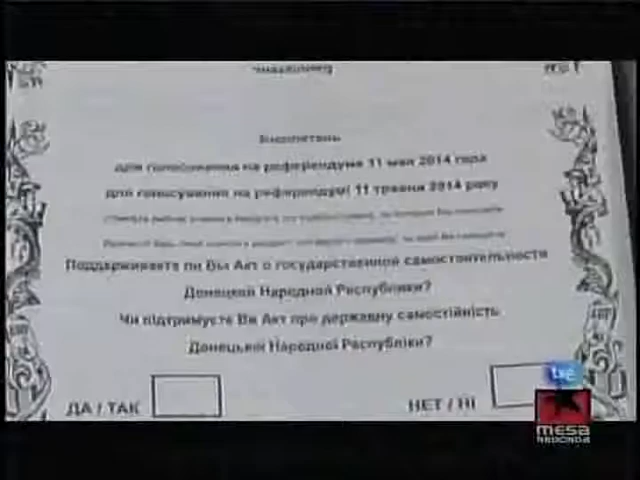 Бюллетень
для голосования на референдуме 11 мая 2014 года
для голосування на референдумі 11 травня 2014 року
Поддерживаете ли Вы Акт о государственной самостоятельности
Донецкой Народной Республики?
Чи підтримуєте Ви Акт про державну самостійність
Донецької Народної Республіки?
ДА / ТАК
НЕТ / НІ
tve
mesa
REDONDA